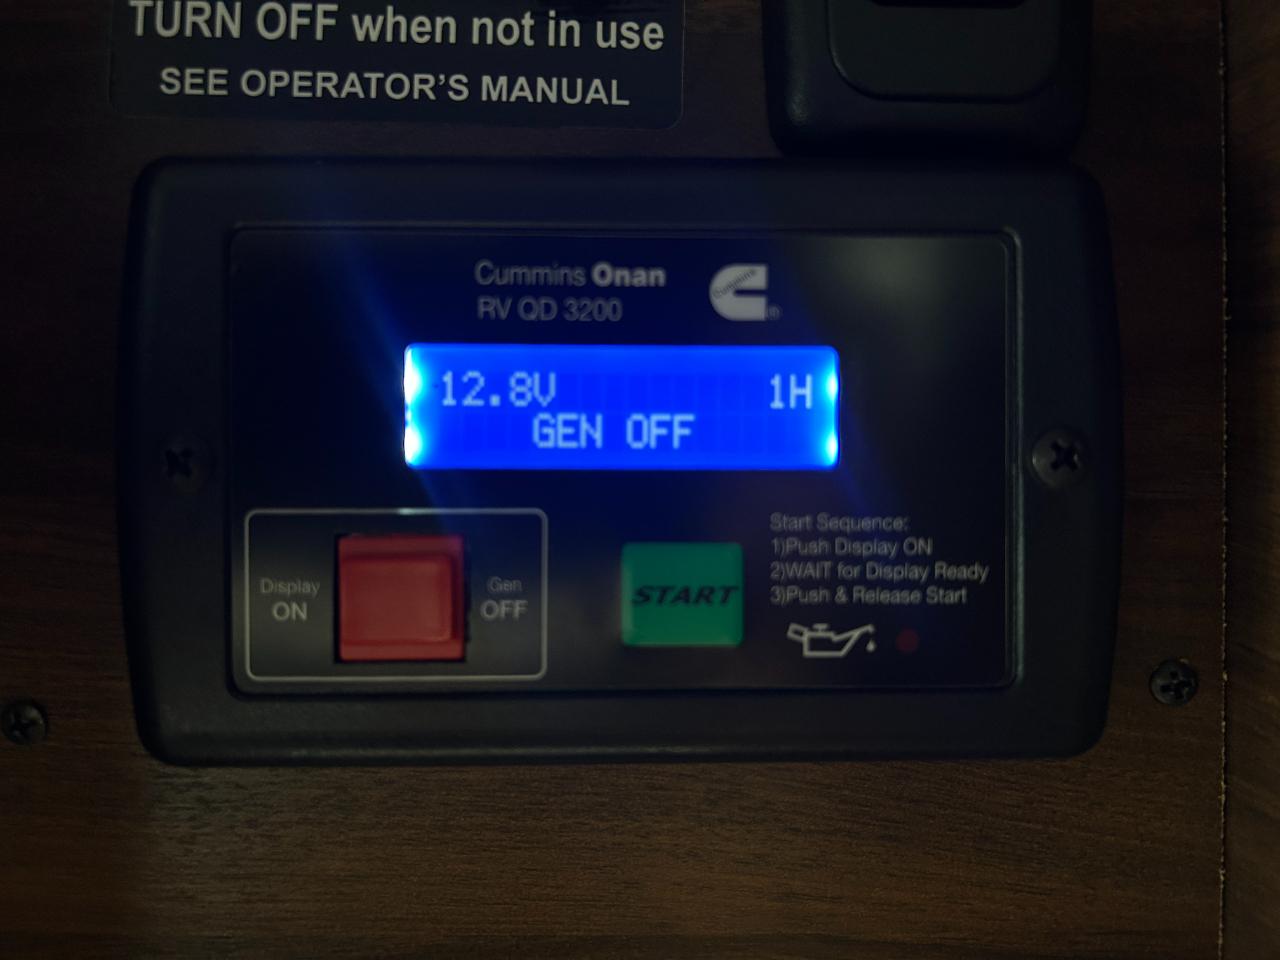 TURN OFF when not in use
SEE OPERATOR'S MANUAL
Cummins Onan
RV QD 3200
Cummins
®
12.8V 1H
GEN OFF
Display
ON
Gen
OFF
START
Start Sequence:
1)Push Display ON
2)WAIT for Display Ready
3)Push & Release Start